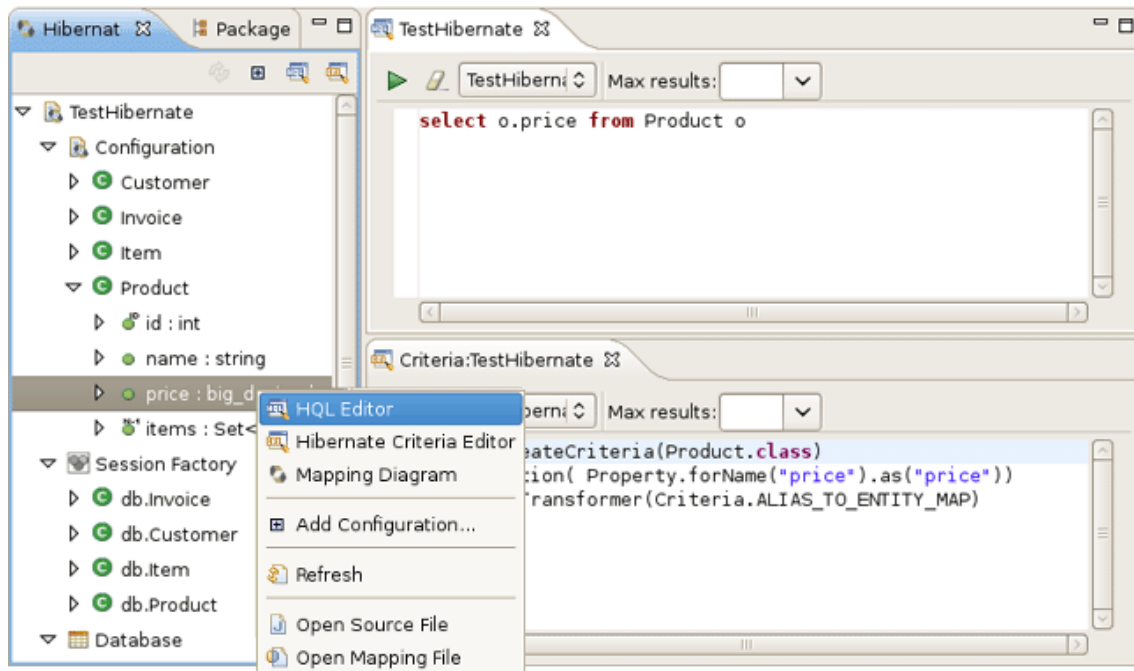 Hibernat
Package
TestHibernate
Configuration
Customer
Invoice
Item
Product
id : int
name : string
price : big_d
items : Set<
Session Factory
db.Invoice
db.Customer
db.Item
db.Product
Database
HQL Editor
Hibernate Criteria Editor
Mapping Diagram
Add Configuration...
Refresh
Open Source File
Open Mapping File
TestHibernate
TestHiberna Max results:
select o.price from Product o
Criteria:TestHibernate
berna Max results:
eateCriteria(Product.class)
tion( Property.forName("price").as("price"))
Transformer(Criteria.ALIAS_TO_ENTITY_MAP)